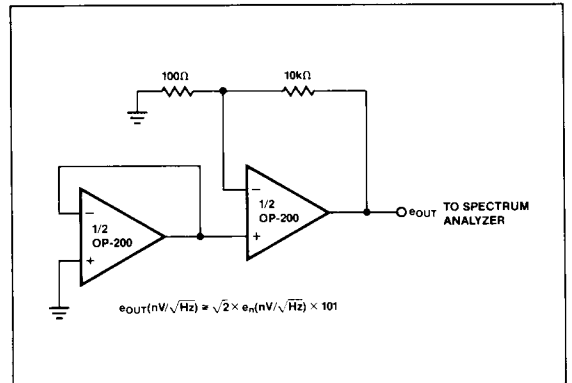 100Ω
10kΩ
−
1/2
OP-200
+
−
1/2
OP-200
+
eOUT TO SPECTRUM
ANALYZER
eOUT(nV/√Hz) ≅ √2 × en(nV/√Hz) × 101